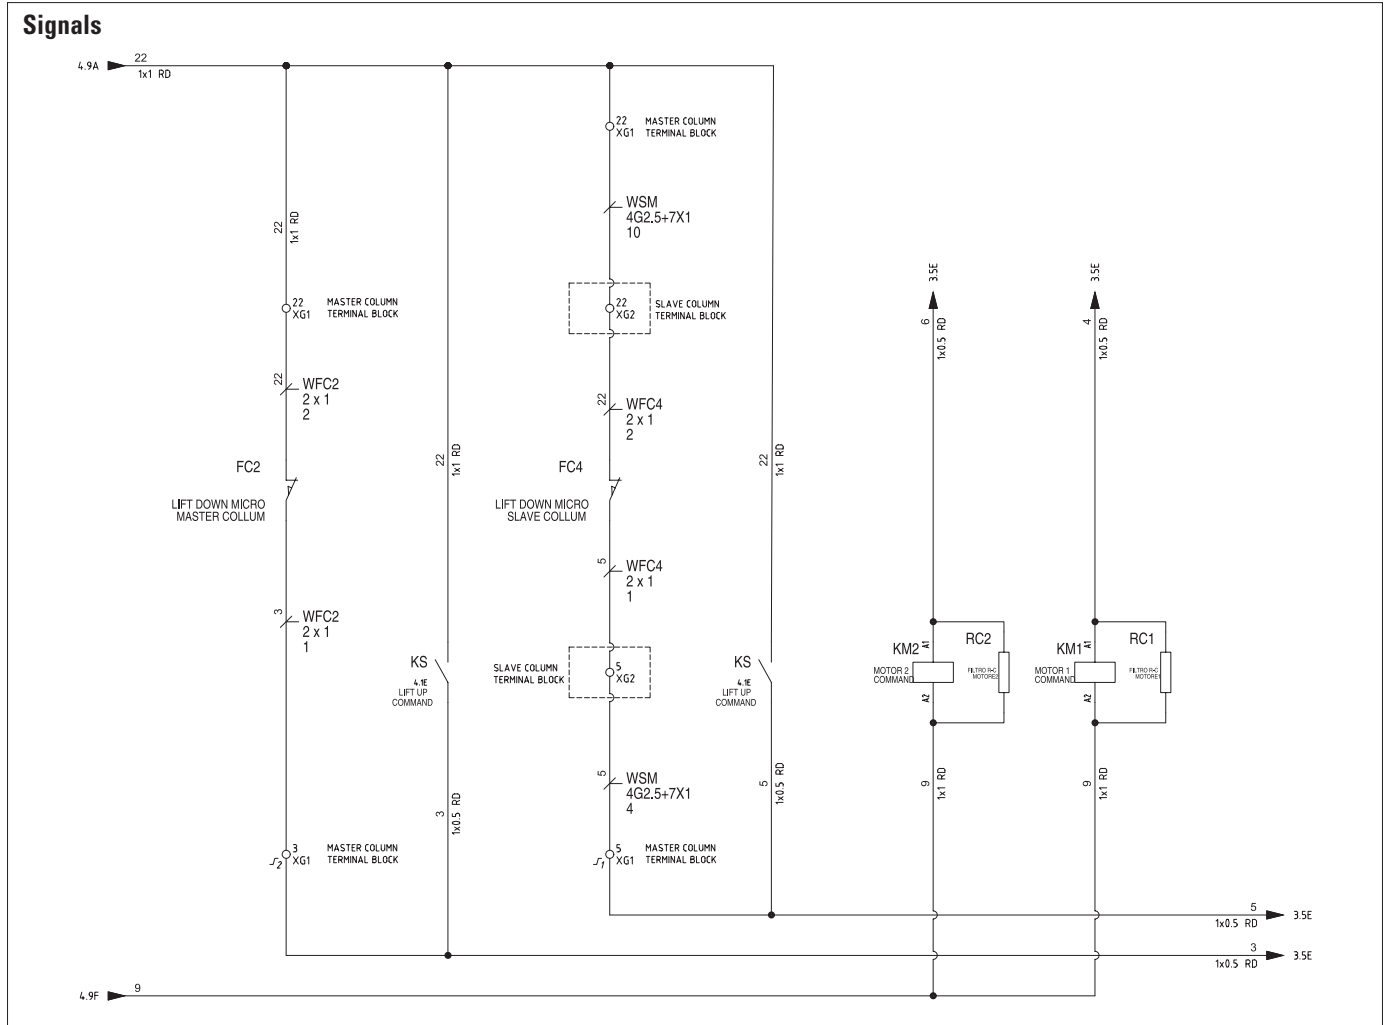 Signals
4.9A
22
1x1 RD
22
XG1
MASTER COLUMN
TERMINAL BLOCK
WSM
4G2.5+7X1
10
22
1x1 RD
22
XG1
MASTER COLUMN
TERMINAL BLOCK
22
XG2
SLAVE COLUMN
TERMINAL BLOCK
3.5E
3.5E
6
1x0.5 RD
4
1x0.5 RD
22
WFC2
2 x 1
2
22
WFC4
2 x 1
2
FC2
LIFT DOWN MICRO
MASTER COLLUM
22
1x1 RD
FC4
LIFT DOWN MICRO
SLAVE COLLUM
22
1x1 RD
3
WFC2
2 x 1
1
5
WFC4
2 x 1
1
KS
4.1E
LIFT UP
COMMAND
SLAVE COLUMN
TERMINAL BLOCK
5
XG2
KS
4.1E
LIFT UP
COMMAND
KM2
MOTOR 2
COMMAND
A1
A2
RC2
FILTRO R-C
MOTORE2
KM1
MOTOR 1
COMMAND
A1
A2
RC1
FILTRO R-C
MOTORE1
3
1x0.5 RD
5
WSM
4G2.5+7X1
4
5
1x0.5 RD
9
1x1 RD
9
1x1 RD
2
3
XG1
MASTER COLUMN
TERMINAL BLOCK
1
5
XG1
MASTER COLUMN
TERMINAL BLOCK
5
1x0.5 RD
3.5E
3
1x0.5 RD
3.5E
4.9F
9